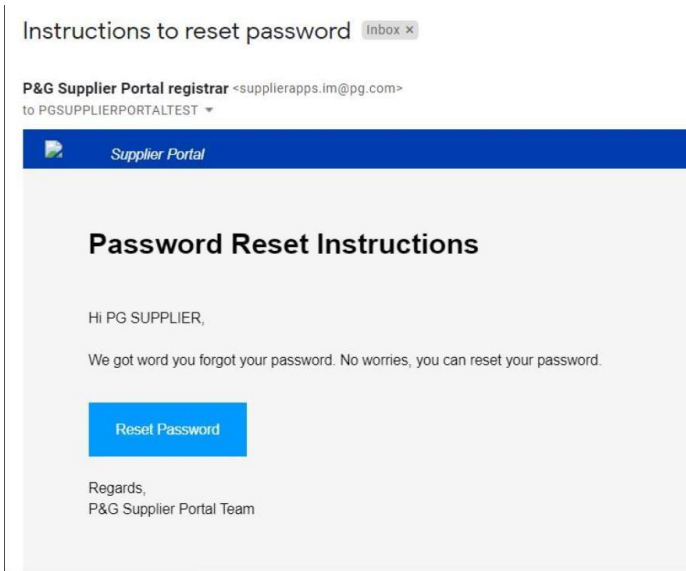 Instructions to reset password Inbox x
P&G Supplier Portal registrar <supplierapps.im@pg.com>
to PGSUPPLIERPORTALTEST
Supplier Portal
Password Reset Instructions
Hi PG SUPPLIER,
We got word you forgot your password. No worries, you can reset your password.
Reset Password
Regards,
P&G Supplier Portal Team